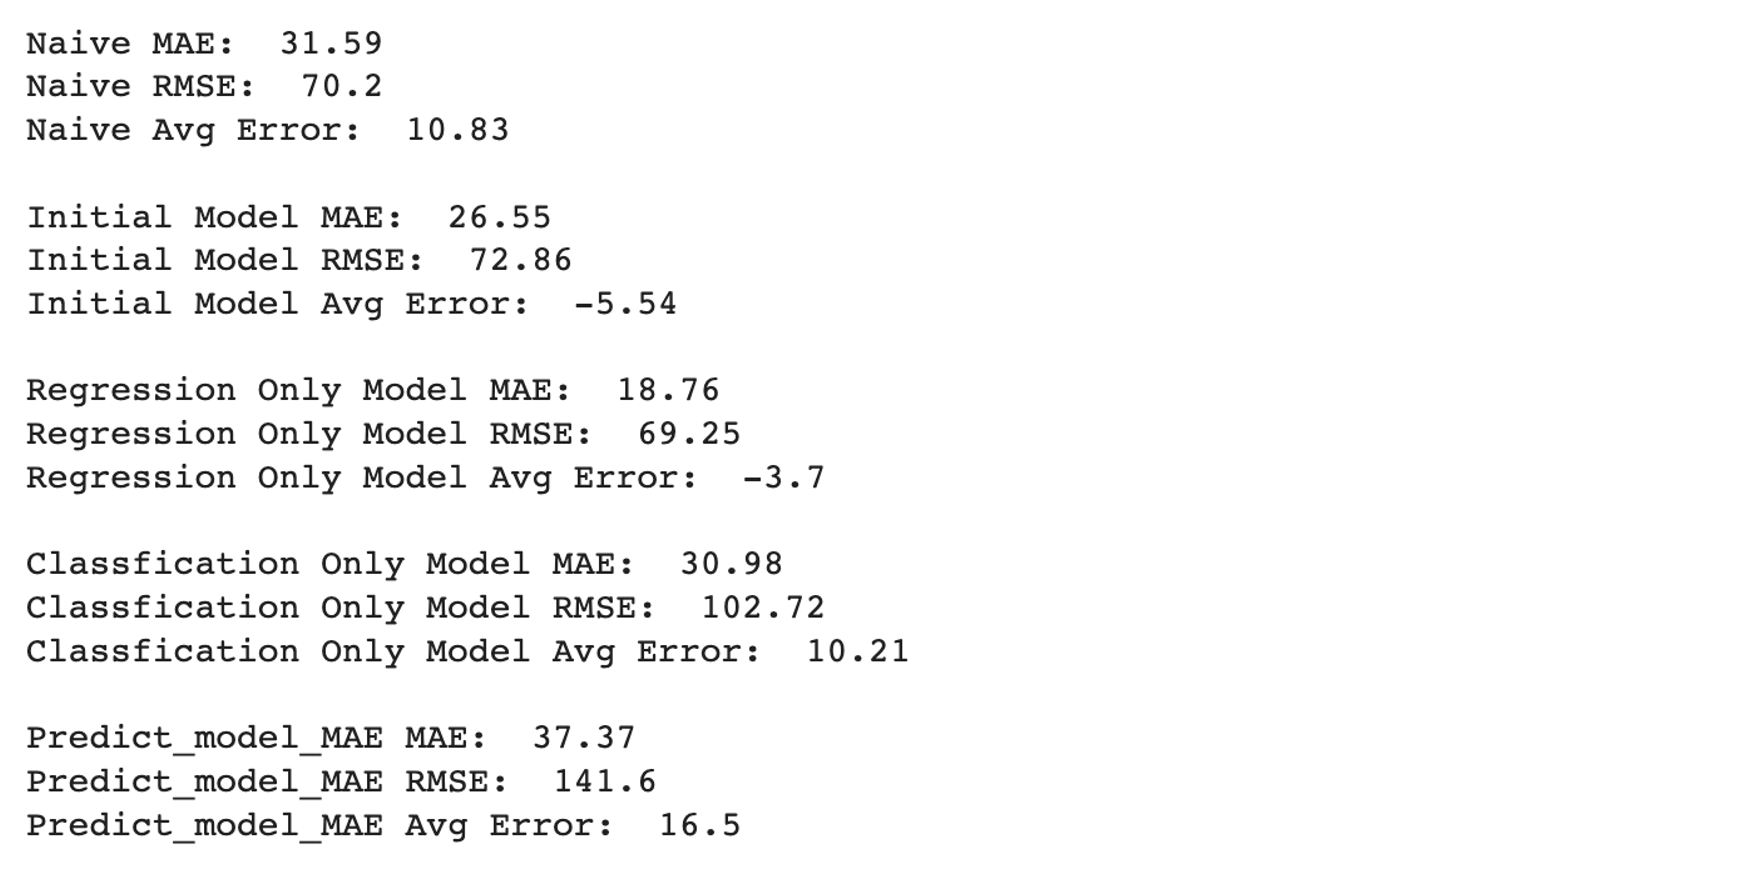 Naive MAE:  31.59
Naive RMSE:  70.2
Naive Avg Error:  10.83
Initial Model MAE:  26.55
Initial Model RMSE:  72.86
Initial Model Avg Error:  -5.54
Regression Only Model MAE:  18.76
Regression Only Model RMSE:  69.25
Regression Only Model Avg Error:  -3.7
Classfication Only Model MAE:  30.98
Classfication Only Model RMSE:  102.72
Classfication Only Model Avg Error:  10.21
Predict_model_MAE MAE:  37.37
Predict_model_MAE RMSE:  141.6
Predict_model_MAE Avg Error:  16.5